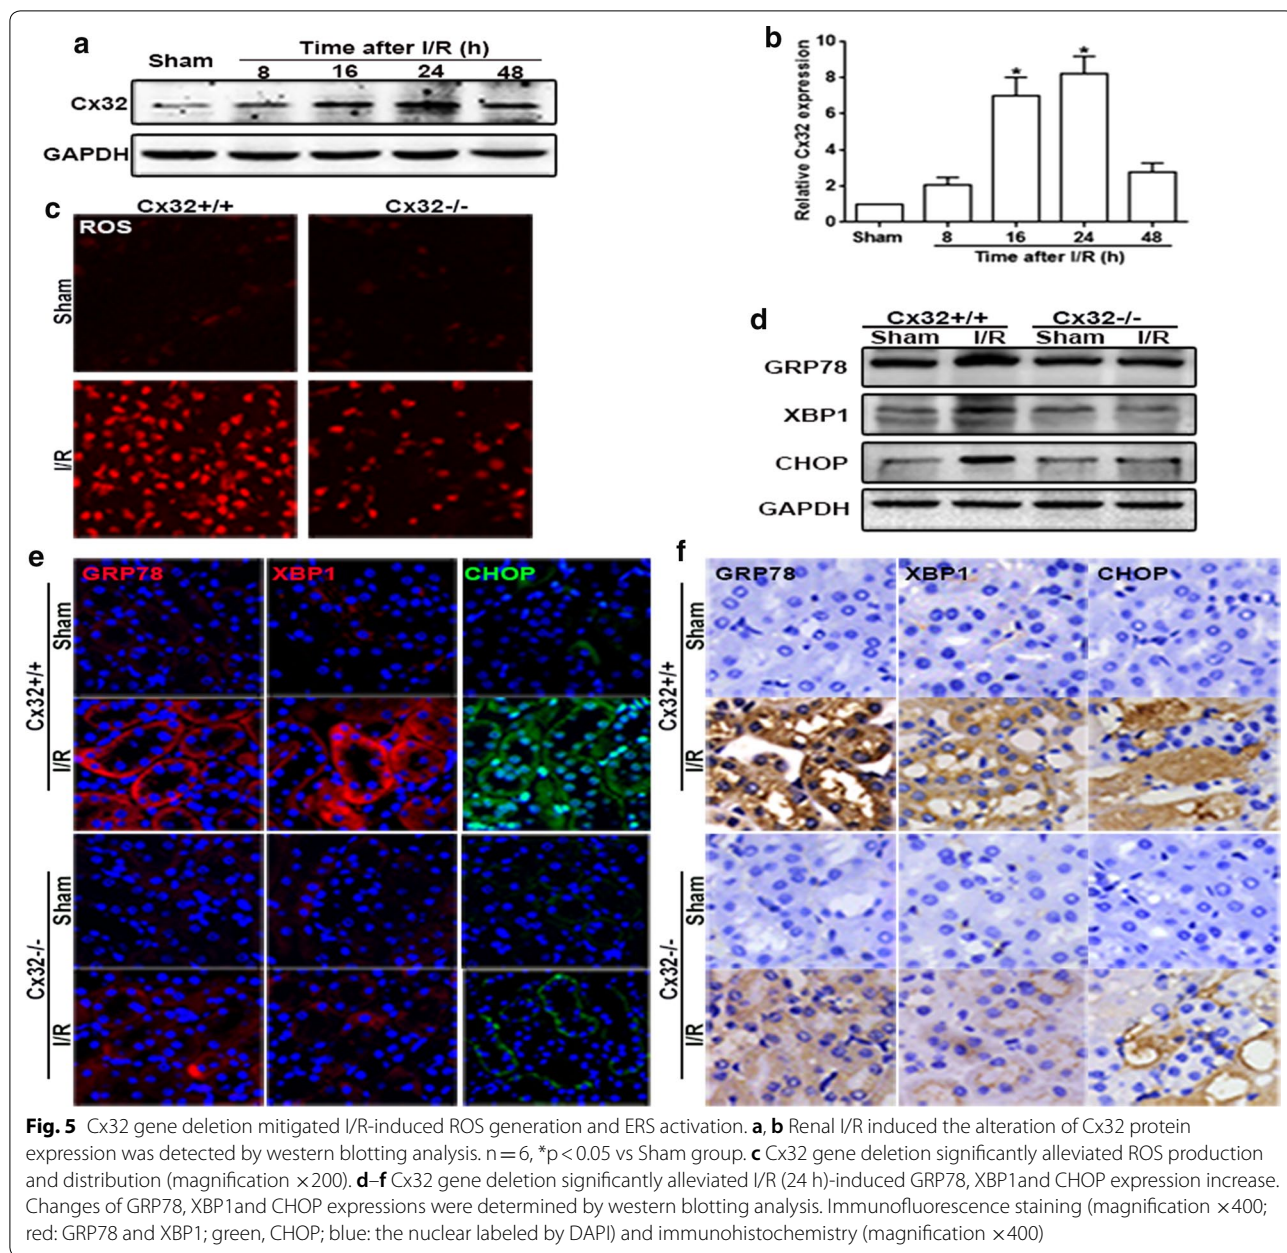 a
Sham
Time after I/R (h)
8 16 24 48
Cx32
GAPDH
b
Relative Cx32 expression
10
8
6
4
2
0
* *
Sham 8 16 24 48
Time after I/R (h)
c
Cx32+/+ Cx32-/-
ROS
Sham
I/R
d
Cx32+/+ Cx32-/-
Sham I/R Sham I/R
GRP78
XBP1
CHOP
GAPDH
e
GRP78 XBP1 CHOP
Cx32+/+
Sham
I/R
Cx32-/-
Sham
I/R
f
GRP78 XBP1 CHOP
Cx32+/+
Sham
I/R
Cx32-/-
Sham
I/R
Fig. 5 Cx32 gene deletion mitigated I/R-induced ROS generation and ERS activation. a, b Renal I/R induced the alteration of Cx32 protein
expression was detected by western blotting analysis. n = 6, *p < 0.05 vs Sham group. c Cx32 gene deletion significantly alleviated ROS production
and distribution (magnification ×200). d–f Cx32 gene deletion significantly alleviated I/R (24 h)-induced GRP78, XBP1and CHOP expression increase.
Changes of GRP78, XBP1and CHOP expressions were determined by western blotting analysis. Immunofluorescence staining (magnification ×400;
red: GRP78 and XBP1; green, CHOP; blue: the nuclear labeled by DAPI) and immunohistochemistry (magnification ×400)